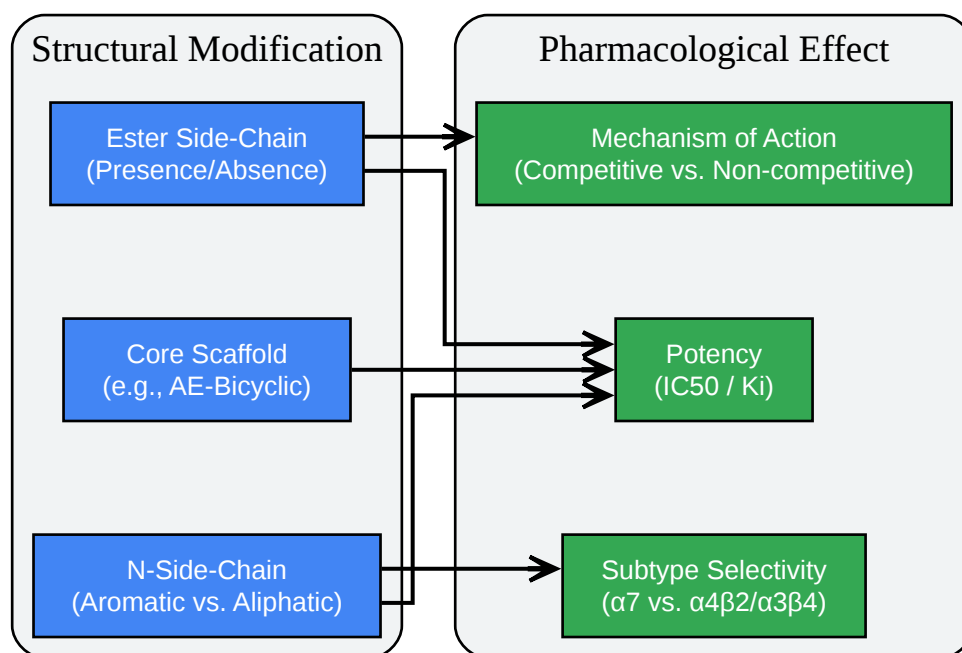 Structural Modification
Ester Side-Chain
(Presence/Absence)
Core Scaffold
(e.g., AE-Bicyclic)
N-Side-Chain
(Aromatic vs. Aliphatic)
Pharmacological Effect
Mechanism of Action
(Competitive vs. Non-competitive)
Potency
(IC50 / Ki)
Subtype Selectivity
(α7 vs. α4β2/α3β4)